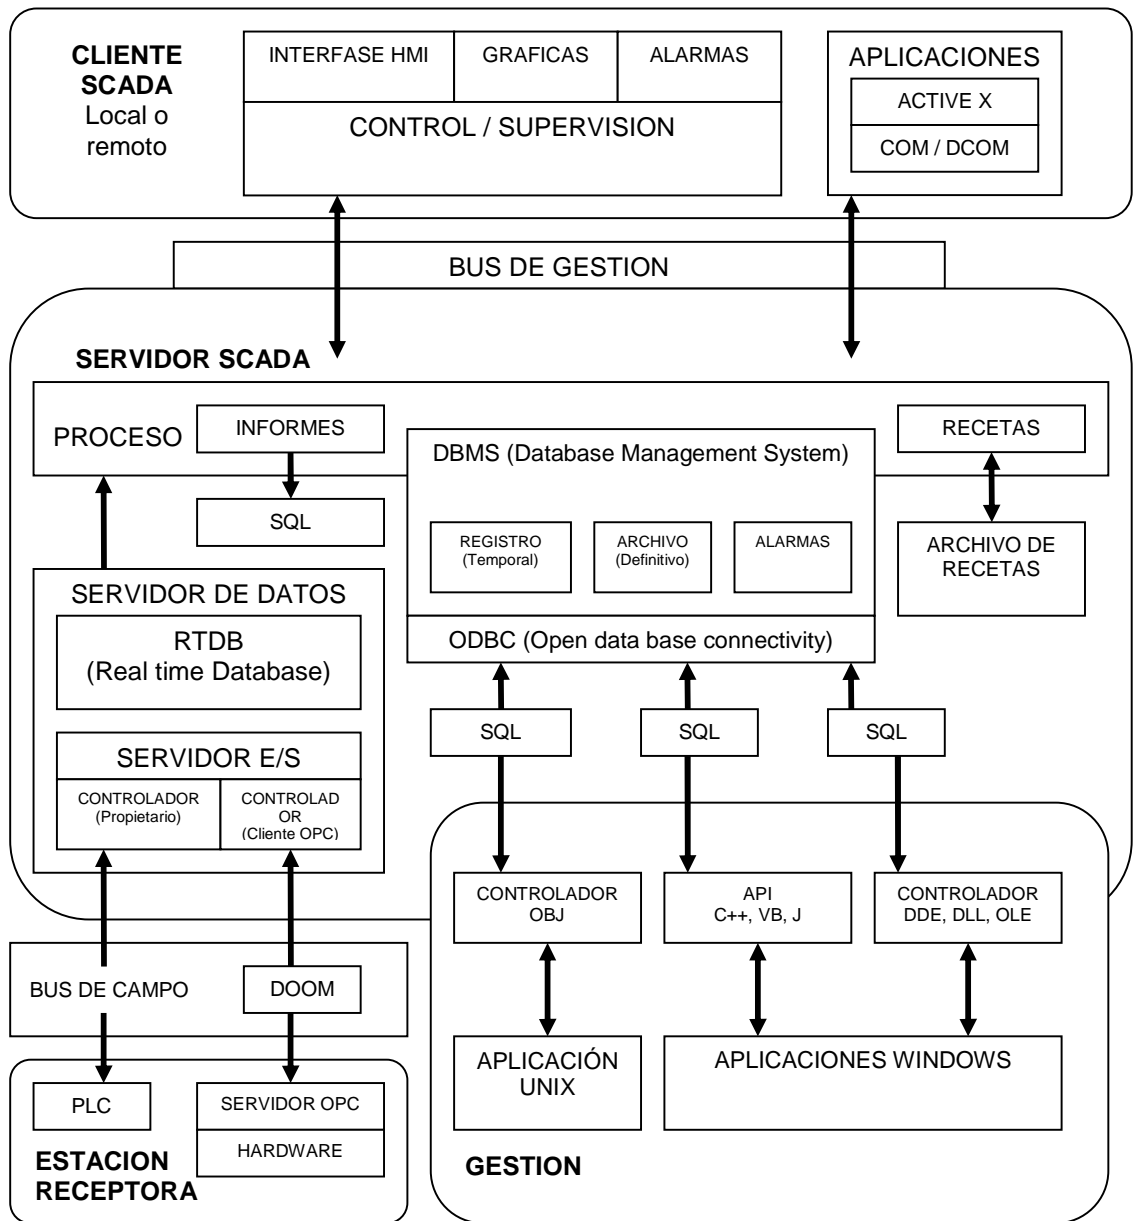 CLIENTE
SCADA
Local o
remoto
INTERFASE HMI
GRAFICAS
ALARMAS
CONTROL / SUPERVISION
APLICACIONES
ACTIVE X
COM / DCOM
BUS DE GESTION
SERVIDOR SCADA
PROCESO
INFORMES
SQL
DBMS (Database Management System)
REGISTRO
(Temporal)
ARCHIVO
(Definitivo)
ALARMAS
ODBC (Open data base connectivity)
RECETAS
ARCHIVO DE
RECETAS
SERVIDOR DE DATOS
RTDB
(Real time Database)
SERVIDOR E/S
CONTROLADOR
(Propietario)
CONTROLAD
OR
(Cliente OPC)
SQL
SQL
SQL
CONTROLADOR
OBJ
API
C++, VB, J
CONTROLADOR
DDE, DLL, OLE
BUS DE CAMPO
DOOM
APLICACIÓN
UNIX
APLICACIONES WINDOWS
PLC
SERVIDOR OPC
HARDWARE
ESTACION
RECEPTORA
GESTION